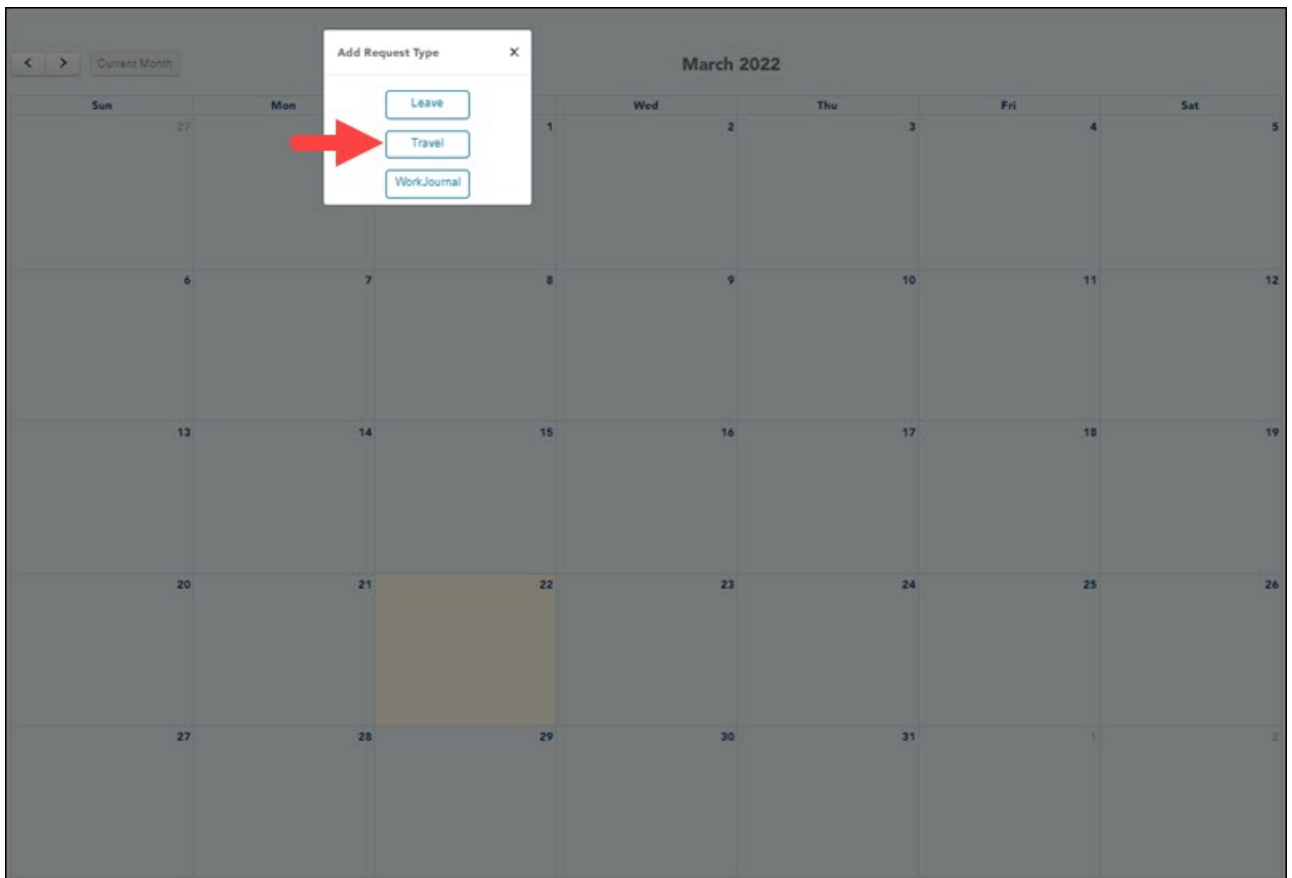 Add Request Type ×
< > Current Month
March 2022
Leave
Travel
WorkJournal
Sun Mon Wed Thu Fri Sat
27 1 2 3 4 5
6 7 8 9 10 11 12
13 14 15 16 17 18 19
20 21 22 23 24 25 26
27 28 29 30 31 1 2